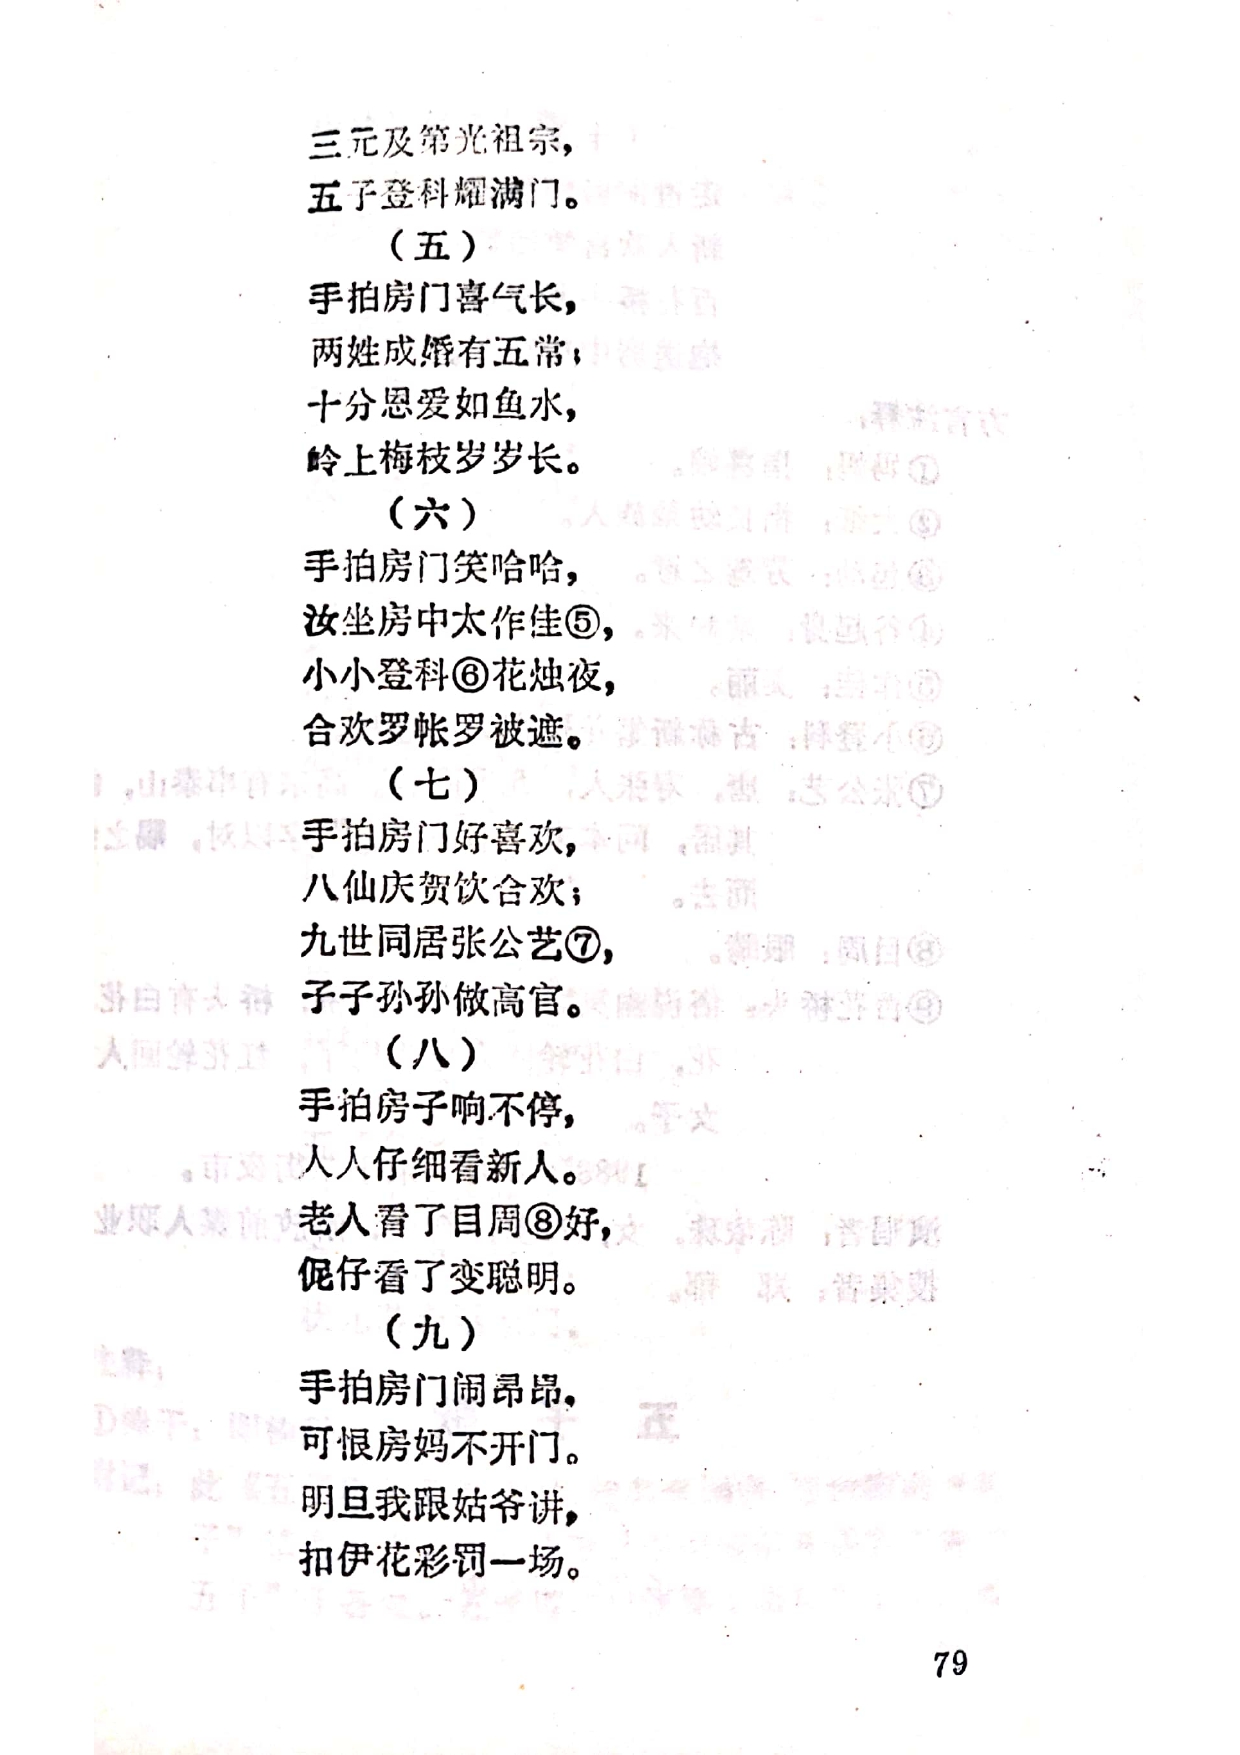 三元及第光祖宗，
五子登科耀满门。
（五）
手拍房门喜气长，
两姓成婚有五常；
十分恩爱如鱼水，
岭上梅枝岁岁长。
（六）
手拍房门笑哈哈，
汝坐房中太作佳⑤，
小小登科⑥花烛夜，
合欢罗帐罗被遮。
（七）
手拍房门好喜欢，
八仙庆贺饮合欢；
九世同居张公艺⑦，
子子孙孙做高官。
（八）
手拍房子响不停，
人人仔细看新人。
老人看了目周⑧好，
伲仔看了变聪明。
（九）
手拍房门闹昂昂，
可恨房妈不开门。
明旦我跟姑爷讲，
扣伊花彩罚一场。
79